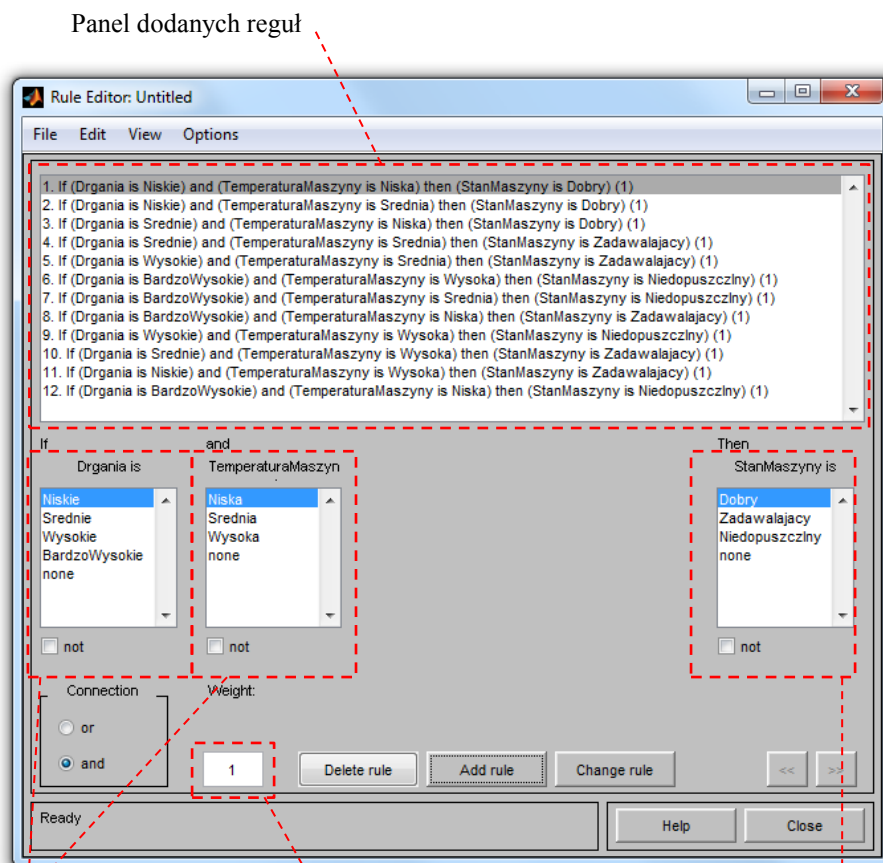 Panel dodanych reguł
Rule Editor: Untitled
File Edit View Options
1. If (Drgania is Niskie) and (TemperaturaMaszyny is Niska) then (StanMaszyny is Dobry) (1)
2. If (Drgania is Niskie) and (TemperaturaMaszyny is Srednia) then (StanMaszyny is Dobry) (1)
3. If (Drgania is Srednie) and (TemperaturaMaszyny is Niska) then (StanMaszyny is Dobry) (1)
4. If (Drgania is Srednie) and (TemperaturaMaszyny is Srednia) then (StanMaszyny is Zadawalajacy) (1)
5. If (Drgania is Wysokie) and (TemperaturaMaszyny is Srednia) then (StanMaszyny is Zadawalajacy) (1)
6. If (Drgania is BardzoWysokie) and (TemperaturaMaszyny is Wysoka) then (StanMaszyny is Niedopuszczlny) (1)
7. If (Drgania is BardzoWysokie) and (TemperaturaMaszyny is Srednia) then (StanMaszyny is Niedopuszczlny) (1)
8. If (Drgania is BardzoWysokie) and (TemperaturaMaszyny is Niska) then (StanMaszyny is Zadawalajacy) (1)
9. If (Drgania is Wysokie) and (TemperaturaMaszyny is Wysoka) then (StanMaszyny is Niedopuszczlny) (1)
10. If (Drgania is Srednie) and (TemperaturaMaszyny is Wysoka) then (StanMaszyny is Zadawalajacy) (1)
11. If (Drgania is Niskie) and (TemperaturaMaszyny is Wysoka) then (StanMaszyny is Zadawalajacy) (1)
12. If (Drgania is BardzoWysokie) and (TemperaturaMaszyny is Niska) then (StanMaszyny is Niedopuszczlny) (1)
If and Then
Drgania is TemperaturaMaszyn StanMaszyny is
Niskie Niska Dobry
Srednie Srednia Zadawalajacy
Wysokie Wysoka Niedopuszczlny
BardzoWysokie none none
none
not not not
Connection Weight:
or
and 1 Delete rule Add rule Change rule << >>
Ready Help Close